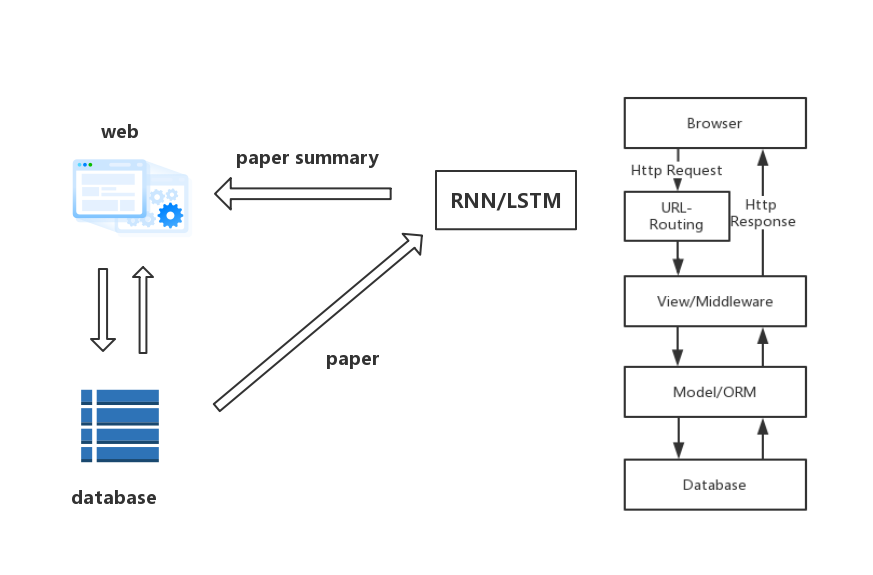 web
paper summary
RNN/LSTM
paper
database
Browser
Http Request
URL-
Routing
Http
Response
View/Middleware
Model/ORM
Database